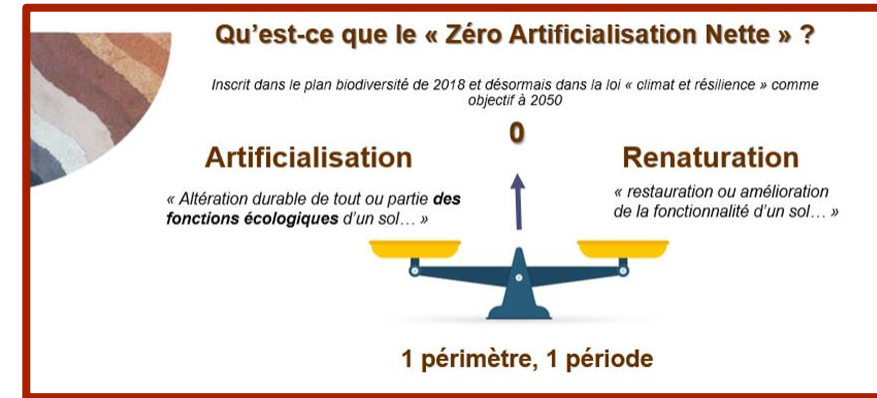 Qu’est-ce que le « Zéro Artificialisation Nette » ?
Inscrit dans le plan biodiversité de 2018 et désormais dans la loi « climat et résilience » comme
objectif à 2050
0
Artificialisation
« Altération durable de tout ou partie des
fonctions écologiques d’un sol… »
Renaturation
« restauration ou amélioration
de la fonctionnalité d’un sol… »
1 périmètre, 1 période